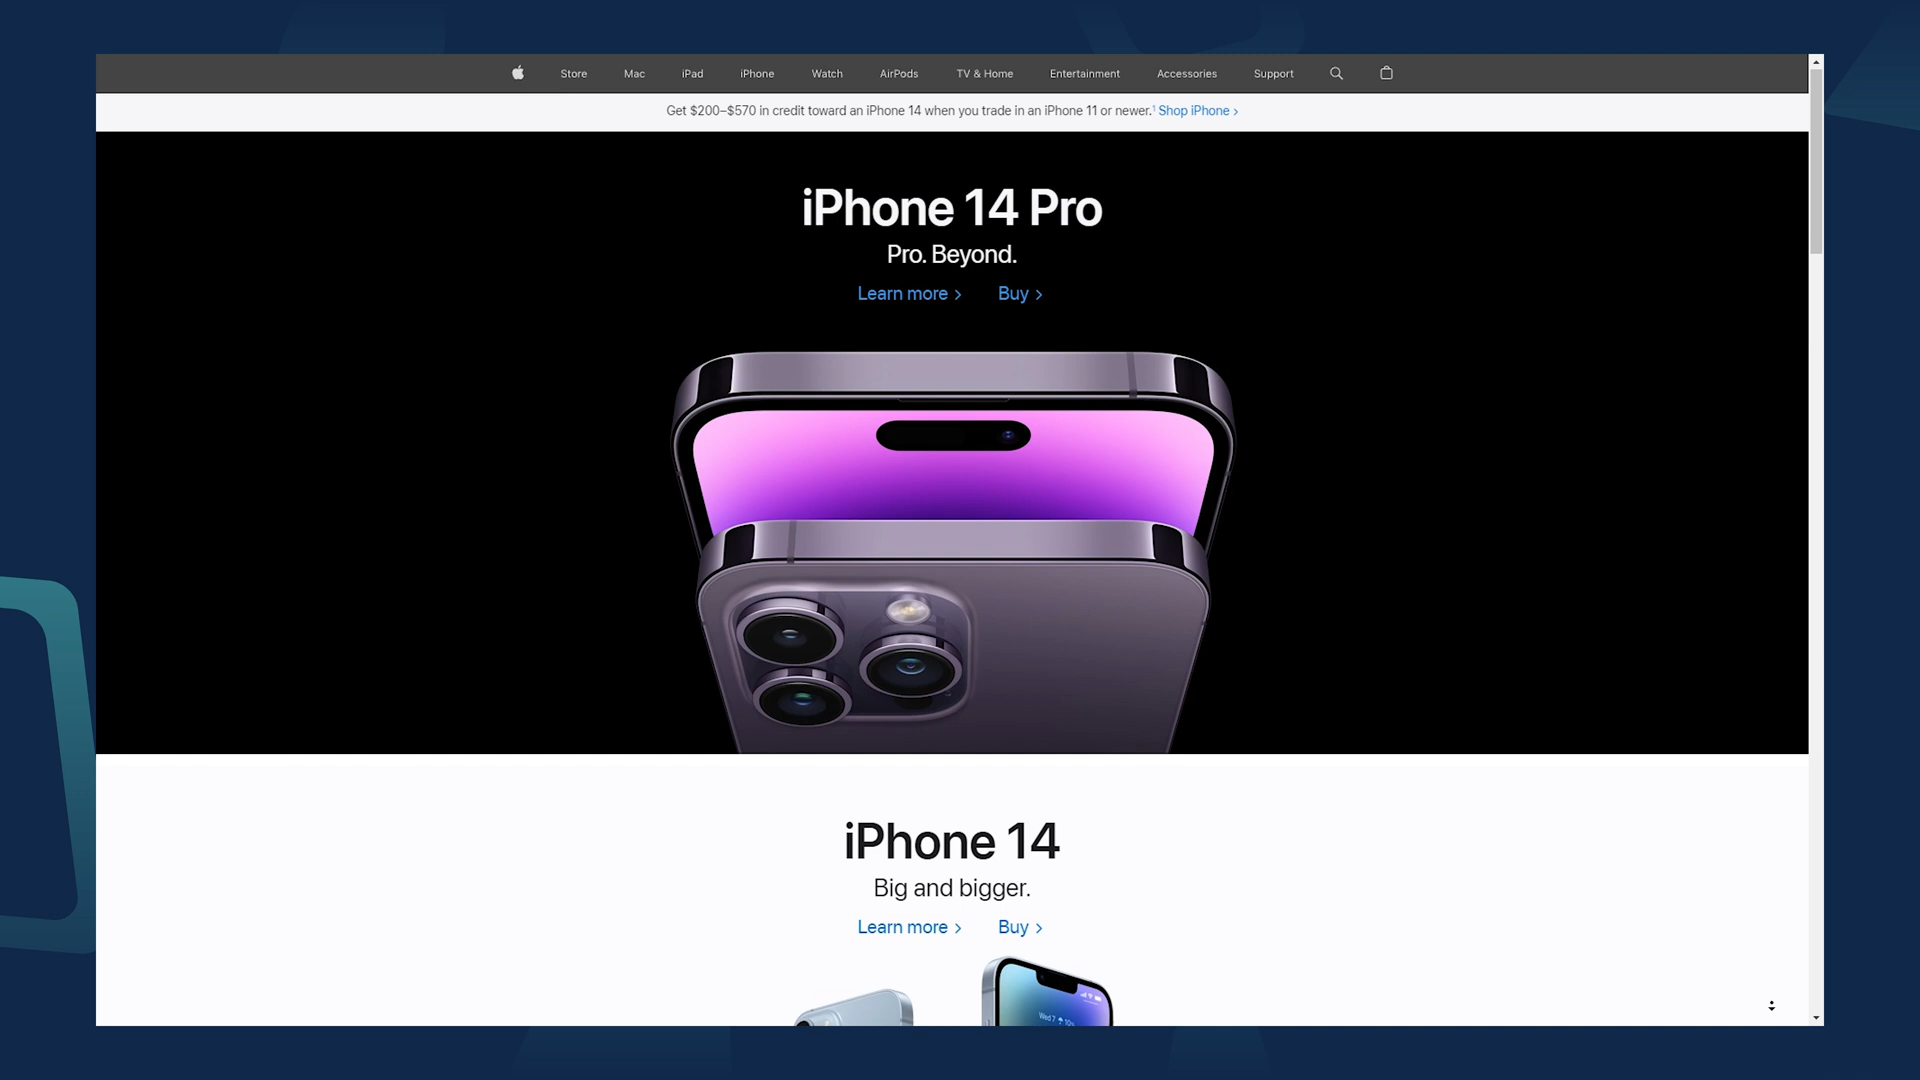 Store Mac iPad iPhone Watch AirPods TV & Home Entertainment Accessories Support
Get $200–$570 in credit toward an iPhone 14 when you trade in an iPhone 11 or newer.¹ Shop iPhone >
iPhone 14 Pro
Pro. Beyond.
Learn more > Buy >
iPhone 14
Big and bigger.
Learn more > Buy >
Wed 7